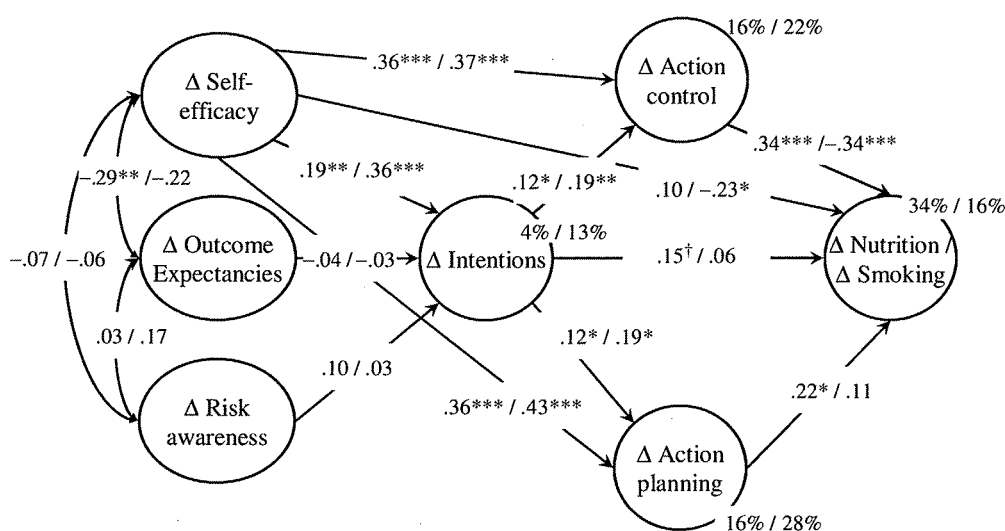 16% / 22%
Δ Self-
efficacy
.36*** / .37***
Δ Action
control
.34*** / –.34***
–.29** / –.22
.19** / .36***
.12* / .19**
.10 / –.23*
34% / 16%
4% / 13%
Δ Outcome
Expectancies
–.04 / –.03
Δ Intentions
.15† / .06
Δ Nutrition /
Δ Smoking
–.07 / –.06
.03 / .17
.10 / .03
.12* / .19*
.36*** / .43***
.22* / .11
Δ Risk
awareness
Δ Action
planning
16% / 28%